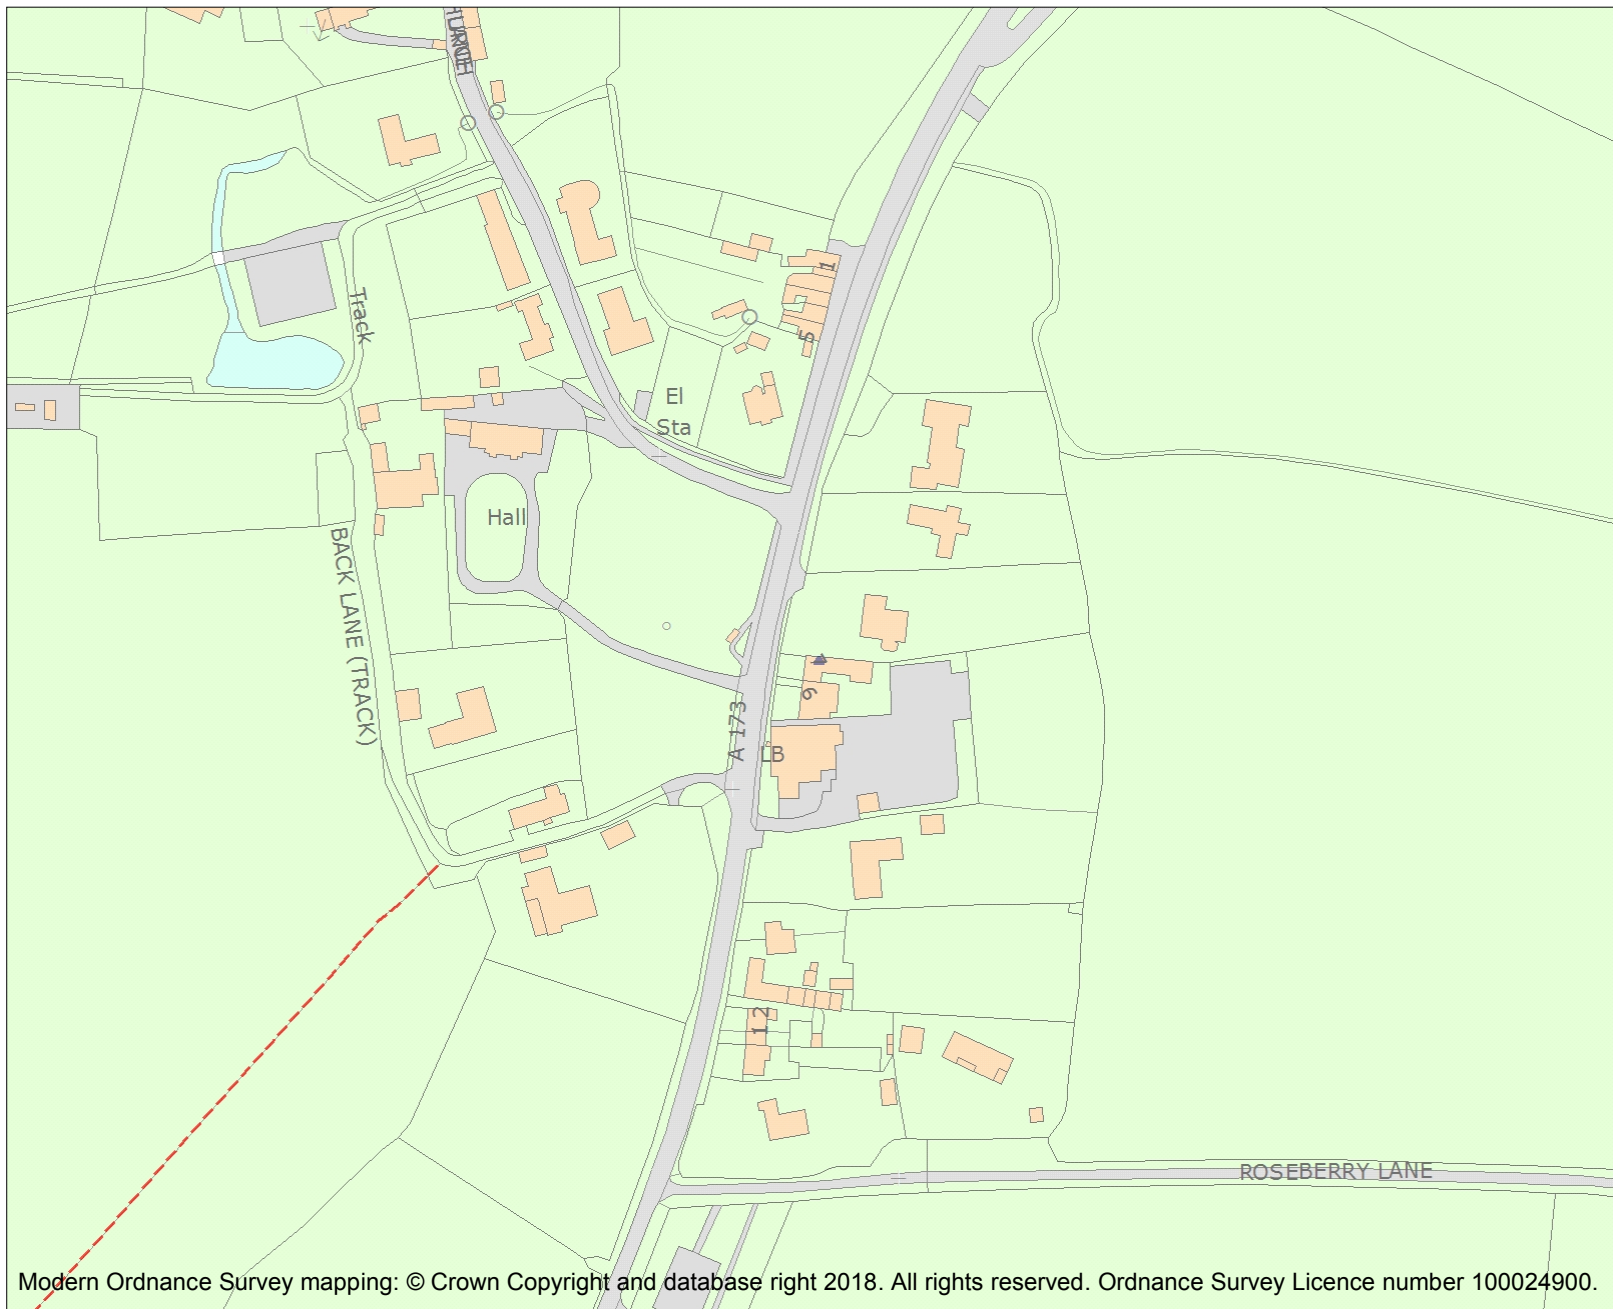 Track
1
5
El
Sta
Hall
BACK LANE (TRACK)
6
A 173
LB
12
ROSEBERRY LANE
Modern Ordnance Survey mapping: © Crown Copyright and database right 2018. All rights reserved. Ordnance Survey Licence number 100024900.